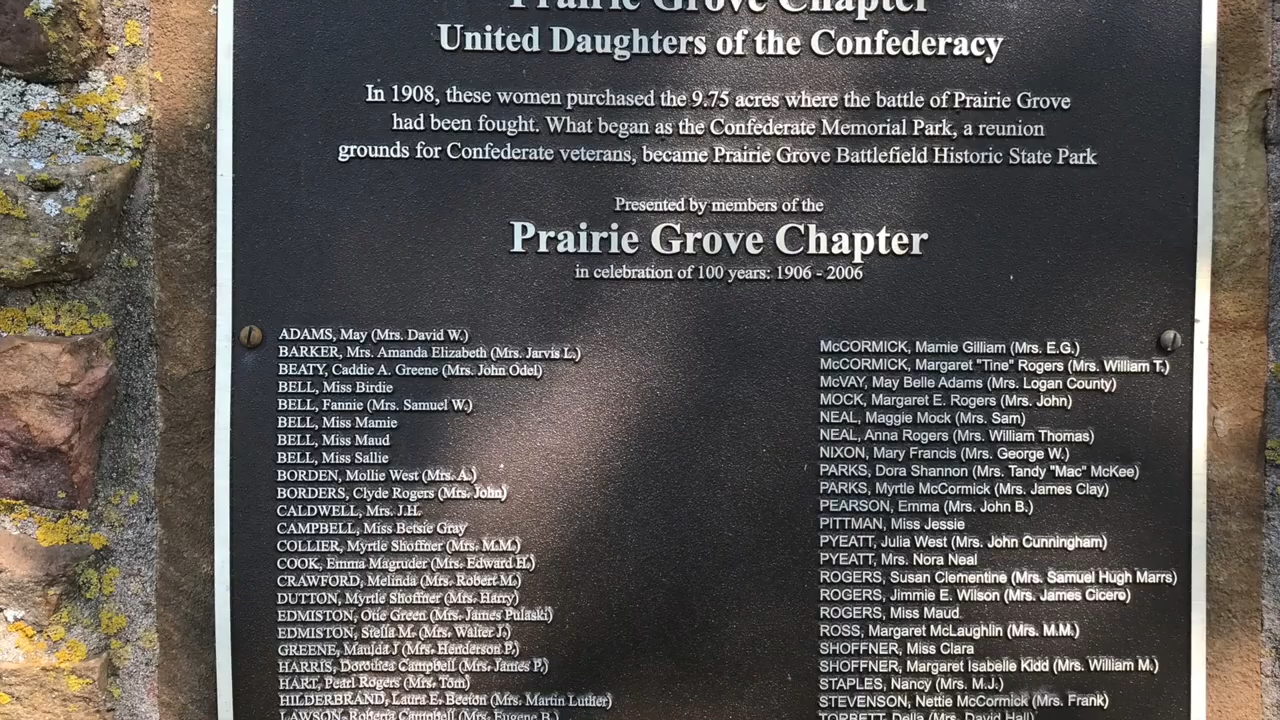 Prairie Grove Chapter
United Daughters of the Confederacy
In 1908, these women purchased the 9.75 acres where the battle of Prairie Grove
had been fought. What began as the Confederate Memorial Park, a reunion
grounds for Confederate veterans, became Prairie Grove Battlefield Historic State Park
Presented by members of the
Prairie Grove Chapter
in celebration of 100 years: 1906 - 2006
ADAMS, May (Mrs. David W.)
BARKER, Mrs. Amanda Elizabeth (Mrs. Jarvis L.)
BEATY, Caddie A. Greene (Mrs. John Odel)
BELL, Miss Birdie
BELL, Fannie (Mrs. Samuel W.)
BELL, Miss Mamie
BELL, Miss Maud
BELL, Miss Sallie
BORDEN, Mollie West (Mrs. A.)
BORDERS, Clyde Rogers (Mrs. John)
CALDWELL, Mrs. J.H.
CAMPBELL, Miss Betsie Gray
COLLIER, Myrtle Shoffner (Mrs. M.M.)
COOK, Emma Magruder (Mrs. Edward H.)
CRAWFORD, Melinda (Mrs. Robert M.)
DUTTON, Myrtle Shoffner (Mrs. Harry)
EDMISTON, Otie Green (Mrs. James Pulaski)
EDMISTON, Stella M. (Mrs. Walter J.)
GREENE, Maulda J (Mrs. Henderson P.)
HARRIS, Dorothea Campbell (Mrs. James P.)
HART, Pearl Rogers (Mrs. Tom)
HILDERBRAND, Laura E. Beeton (Mrs. Martin Luther)
LAWSON, Roberta Campbell (Mrs. Eugene B.)
McCORMICK, Mamie Gilliam (Mrs. E.G.)
McCORMICK, Margaret "Tine" Rogers (Mrs. William T.)
McVAY, May Belle Adams (Mrs. Logan County)
MOCK, Margaret E. Rogers (Mrs. John)
NEAL, Maggie Mock (Mrs. Sam)
NEAL, Anna Rogers (Mrs. William Thomas)
NIXON, Mary Francis (Mrs. George W.)
PARKS, Dora Shannon (Mrs. Tandy "Mac" McKee)
PARKS, Myrtle McCormick (Mrs. James Clay)
PEARSON, Emma (Mrs. John B.)
PITTMAN, Miss Jessie
PYEATT, Julia West (Mrs. John Cunningham)
PYEATT, Mrs. Nora Neal
ROGERS, Susan Clementine (Mrs. Samuel Hugh Marrs)
ROGERS, Jimmie E. Wilson (Mrs. James Cicero)
ROGERS, Miss Maud
ROSS, Margaret McLaughlin (Mrs. M.M.)
SHOFFNER, Miss Clara
SHOFFNER, Margaret Isabelle Kidd (Mrs. William M.)
STAPLES, Nancy (Mrs. M.J.)
STEVENSON, Nettie McCormick (Mrs. Frank)
TORBETT, Della (Mrs. David Hall)